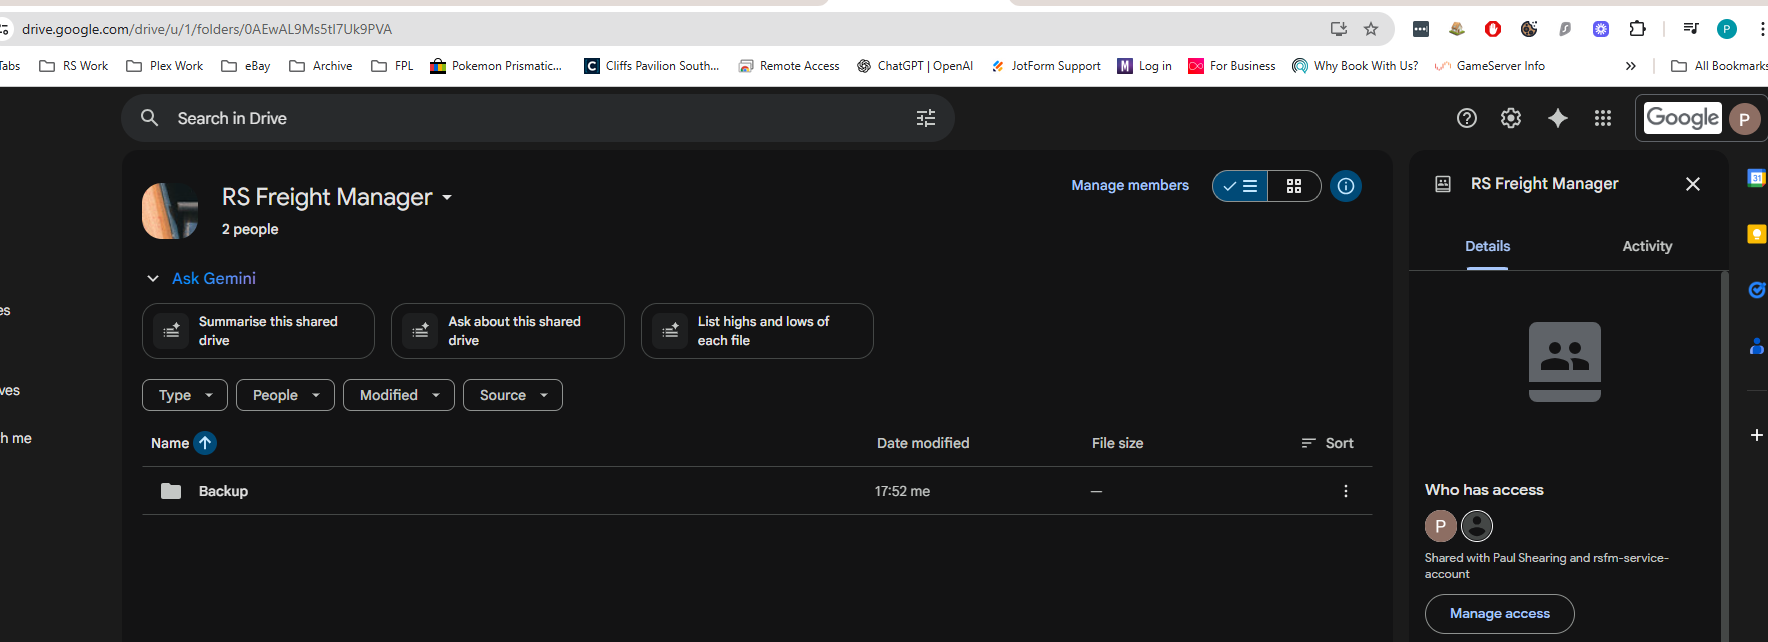 drive.google.com/drive/u/1/folders/0AEwAL9Ms5tI7Uk9PVA
P
Tabs RS Work Plex Work eBay Archive FPL Pokemon Prismatic... Cliffs Pavilion South... Remote Access ChatGPT | OpenAI JotForm Support M Log in For Business Why Book With Us? GameServer Info » All Bookmarks
Search in Drive
Google P
RS Freight Manager
2 people
Manage members
Ask Gemini
Summarise this shared
drive
Ask about this shared
drive
List highs and lows of
each file
Type People Modified Source
Name Date modified File size Sort
Backup 17:52 me —
es
ves
h me
RS Freight Manager
Details Activity
Who has access
P
Shared with Paul Shearing and rsfm-service-
account
Manage access
31